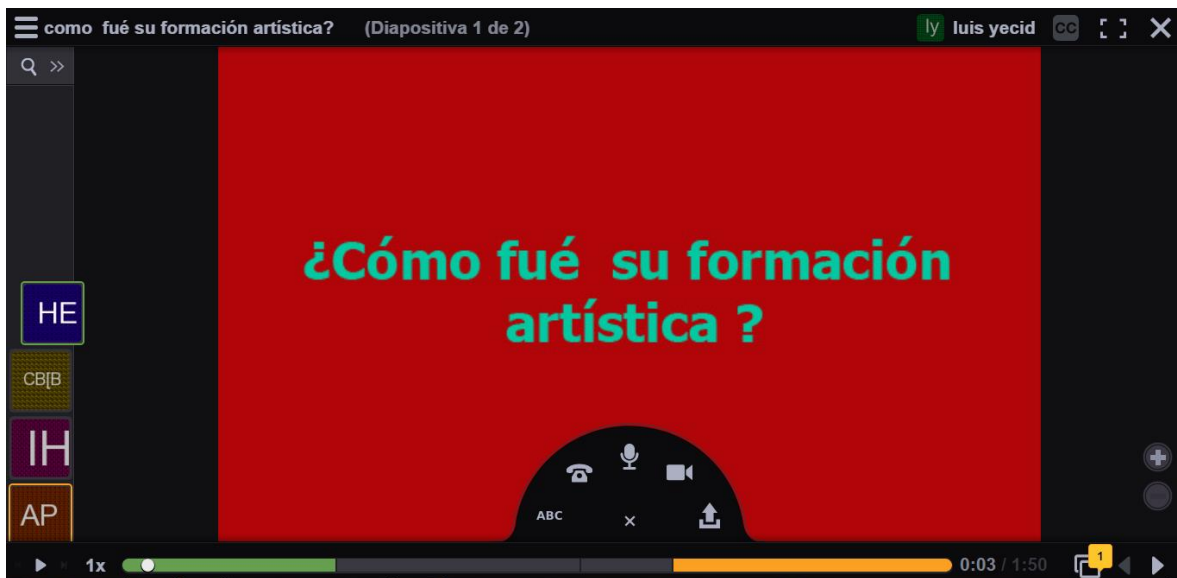 como fué su formación artística? (Diapositiva 1 de 2) ly luis yecid CC
¿Cómo fué su formación
artística ?
HE
CB[B
IH
AP
ABC
1x 0:03 / 1:50 1